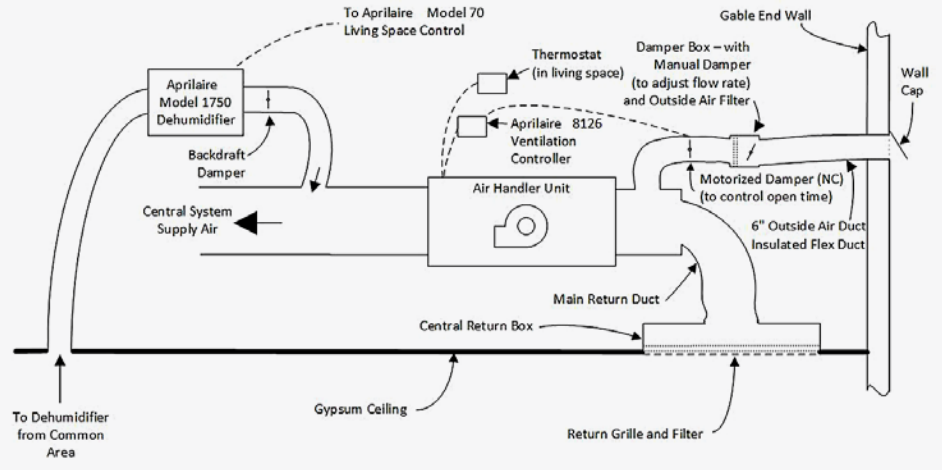 To Aprilaire Model 70
Living Space Control
Aprilaire
Model 1750
Dehumidifier
Backdraft
Damper
Central System
Supply Air
Thermostat
(in living space)
Aprilaire 8126
Ventilation
Controller
Air Handler Unit
Damper Box – with
Manual Damper
(to adjust flow rate)
and Outside Air Filter
Gable End Wall
Wall
Cap
Motorized Damper (NC)
(to control open time)
6" Outside Air Duct
Insulated Flex Duct
Main Return Duct
Central Return Box
Gypsum Ceiling
Return Grille and Filter
To Dehumidifier
from Common
Area